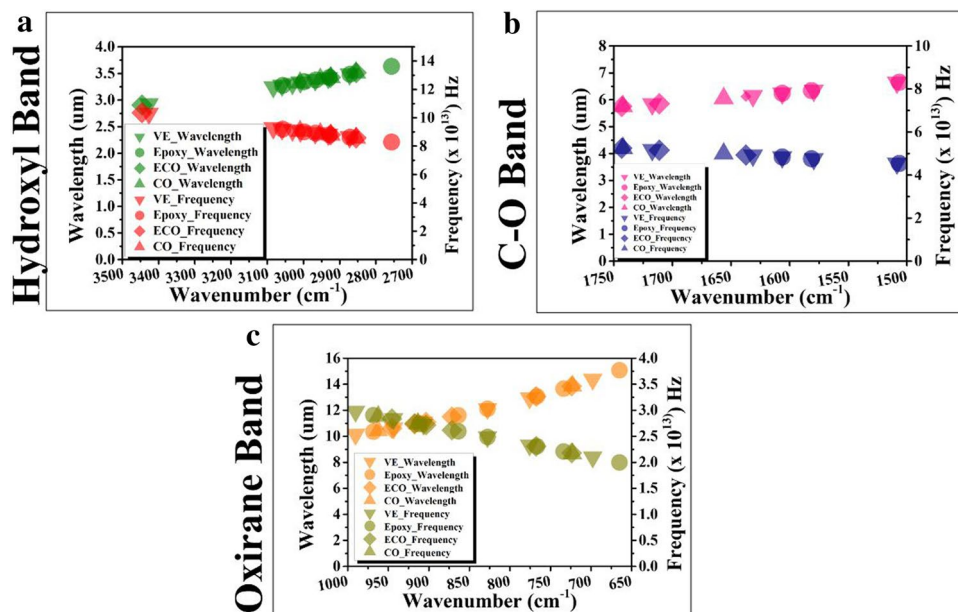 a
Hydroxyl Band
Wavelength (um)
4.0
3.5
3.0
2.5
2.0
1.5
1.0
0.5
0.0
VE_Wavelength
Epoxy_Wavelength
ECO_Wavelength
CO_Wavelength
VE_Frequency
Epoxy_Frequency
ECO_Frequency
CO_Frequency
14
12
10
8
6
4
2
0
Frequency (x 10¹³) Hz
3500 3400 3300 3200 3100 3000 2900 2800 2700
Wavenumber (cm⁻¹)
b
C-O Band
Wavelength (um)
8
7
6
5
4
3
2
1
0
VE_Wavelength
Epoxy_Wavelength
ECO_Wavelength
CO_Wavelength
VE_Frequency
Epoxy_Frequency
ECO_Frequency
CO_Frequency
10
8
6
4
2
0
Frequency (x 10¹³) Hz
1750 1700 1650 1600 1550 1500
Wavenumber (cm⁻¹)
c
Oxirane Band
Wavelength (um)
16
14
12
10
8
6
4
2
0
VE_Wavelength
Epoxy_Wavelength
ECO_Wavelength
CO_Wavelength
VE_Frequency
Epoxy_Frequency
ECO_Frequency
CO_Frequency
4.0
3.5
3.0
2.5
2.0
1.5
1.0
0.5
0.0
Frequency (x 10¹³) Hz
1000 950 900 850 800 750 700 650
Wavenumber (cm⁻¹)